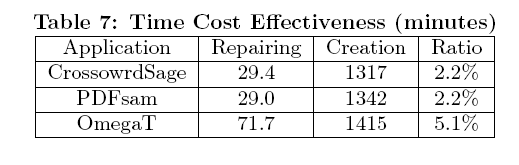 Table 7: Time Cost Effectiveness (minutes)
Application Repairing Creation Ratio
CrossowrdSage 29.4 1317 2.2%
PDFsam 29.0 1342 2.2%
OmegaT 71.7 1415 5.1%